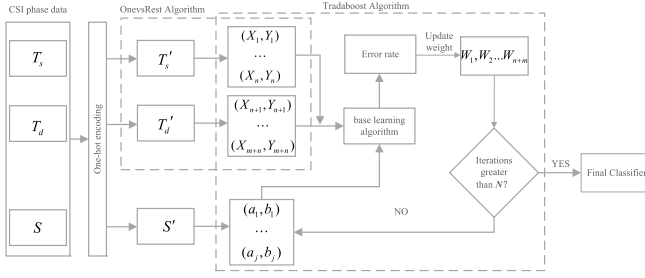 CSI phase data
OnevsRest Algorithm
Tradaboost Algorithm
T_s
T_d
S
One-hot encoding
T_s′
T_d′
S′
(X_1,Y_1)
...
(X_n,Y_n)
(X_{n+1},Y_{n+1})
...
(X_{m+n},Y_{m+n})
(a_1,b_1)
...
(a_j,b_j)
Error rate
base learning
algorithm
Update
weight
W_1,W_2...W_{n+m}
Iterations
greater
than N?
YES
NO
Final Classifier